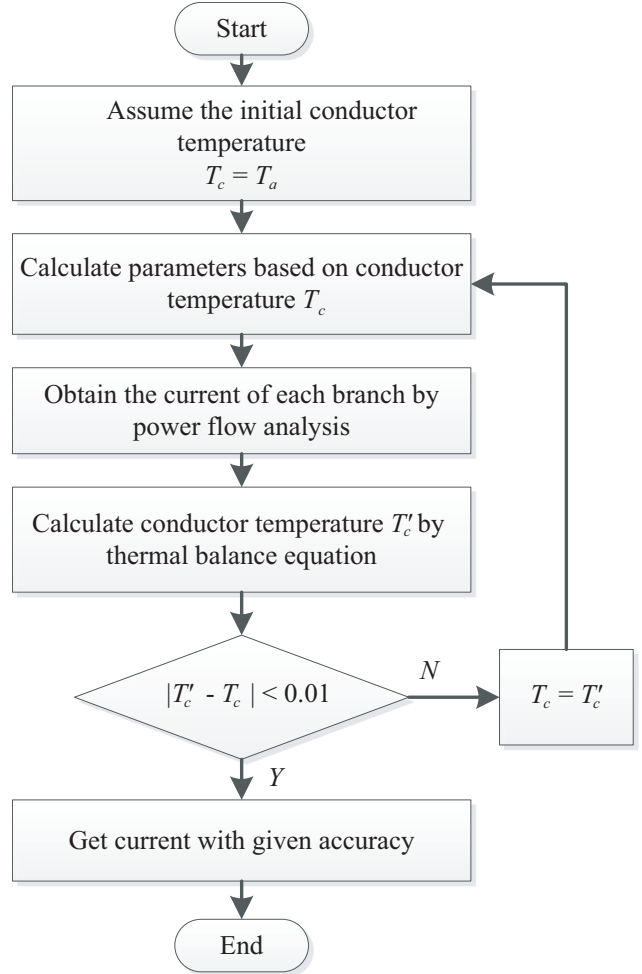 Start
Assume the initial conductor
temperature
T_c = T_a
Calculate parameters based on conductor
temperature T_c
Obtain the current of each branch by
power flow analysis
Calculate conductor temperature T_c′ by
thermal balance equation
|T_c′ - T_c | < 0.01
N
T_c = T_c′
Y
Get current with given accuracy
End